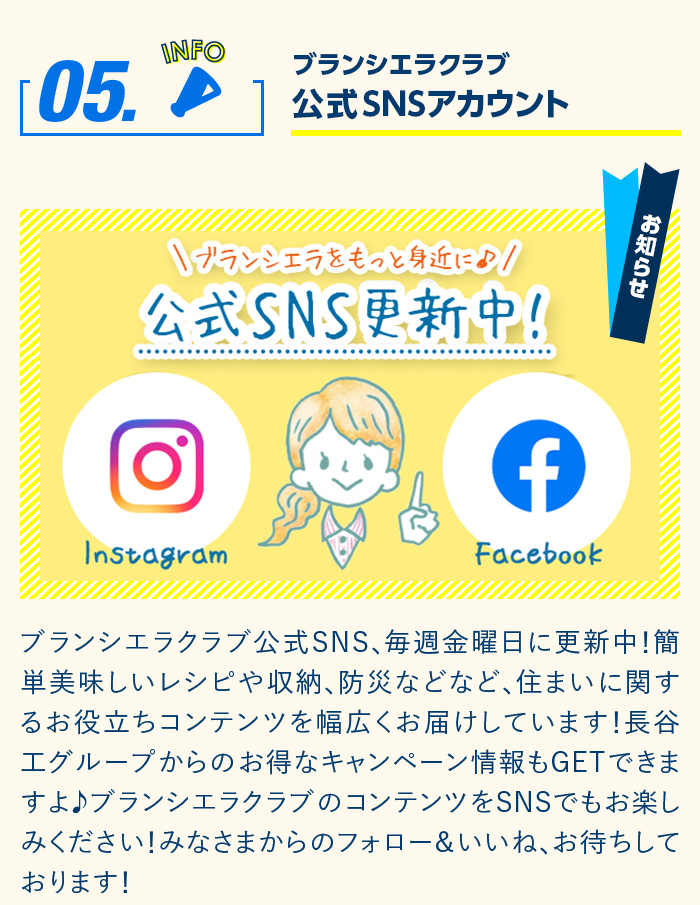 05.
INFO
ブランシエラクラブ
公式SNSアカウント
お知らせ
\ブランシエラをもっと身近に♪/
公式SNS更新中!
Instagram
Facebook
ブランシエラクラブ公式SNS、毎週金曜日に更新中!簡
単美味しいレシピや収納、防災などなど、住まいに関す
るお役立ちコンテンツを幅広くお届けしています!長谷
工グループからのお得なキャンペーン情報もGETできま
すよ♪ブランシエラクラブのコンテンツをSNSでもお楽し
みください!みなさまからのフォロー&いいね、お待ちして
おります!